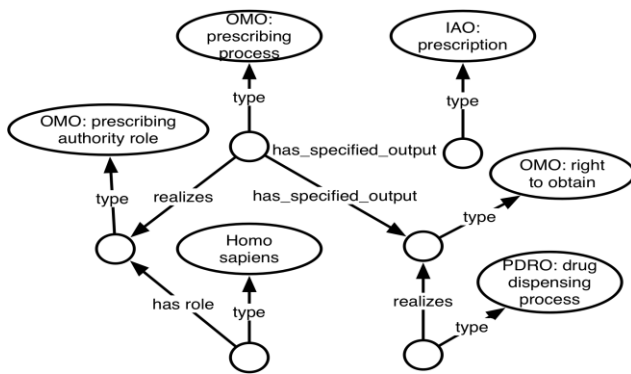 OMO:
prescribing
process
IAO:
prescription
type
type
OMO: prescribing
authority role
has_specified_output
OMO: right
to obtain
has_specified_output
type
realizes
type
Homo
sapiens
PDRO: drug
dispensing
process
has role
type
realizes
type